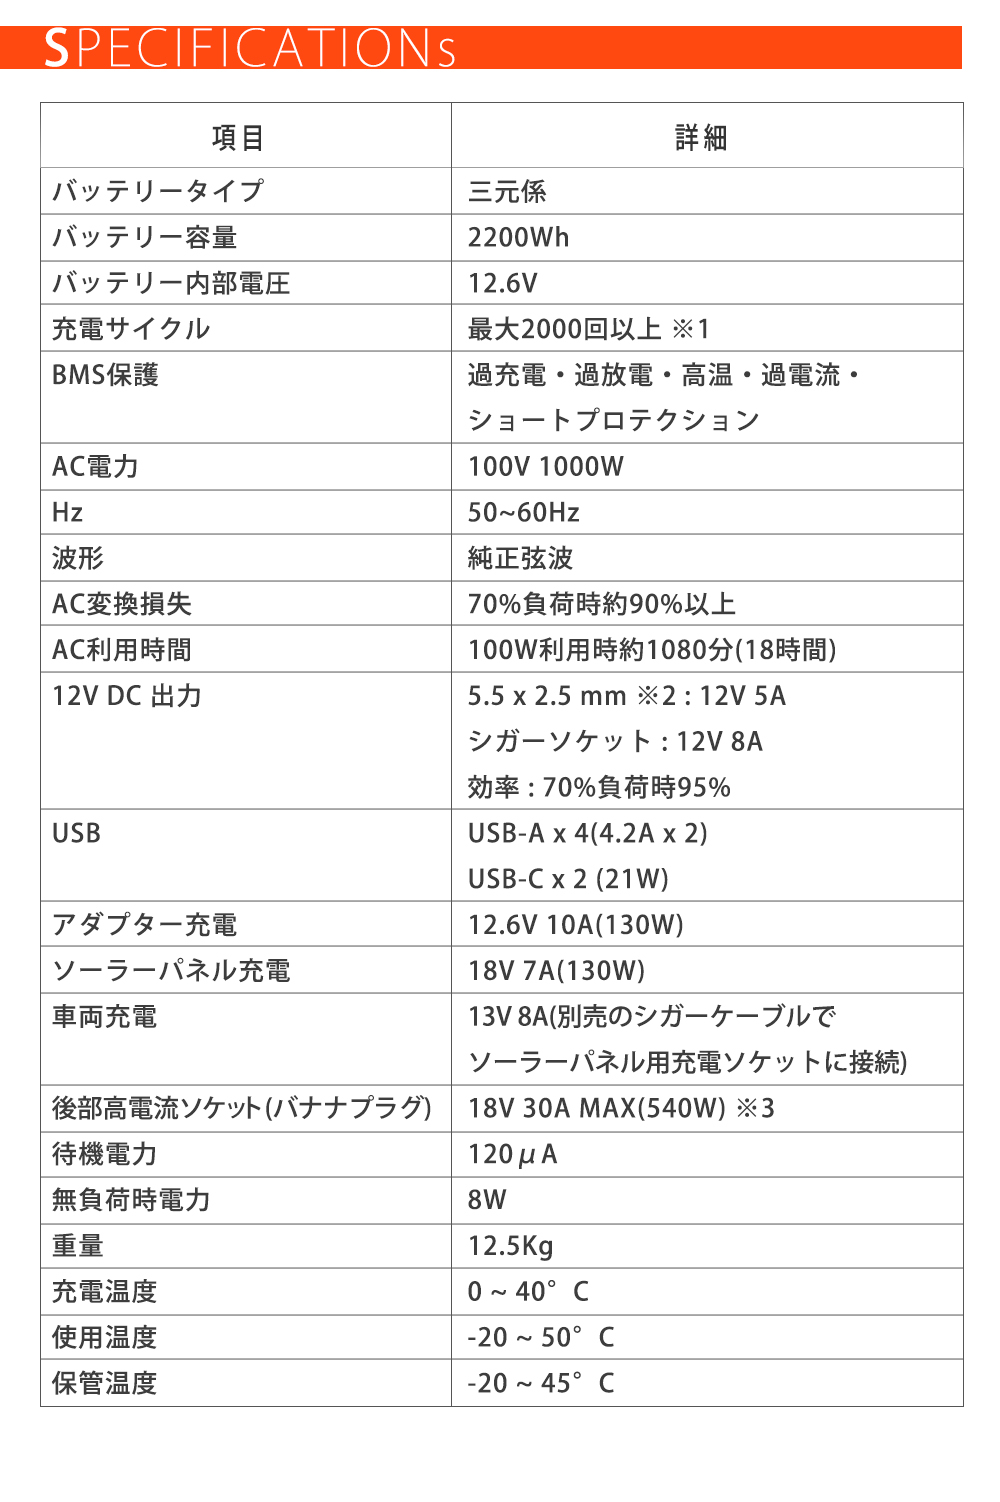 SPECIFICATIONs
項目 詳細
バッテリータイプ 三元係
バッテリー容量 2200Wh
バッテリー内部電圧 12.6V
充電サイクル 最大2000回以上 ※1
BMS保護 過充電・過放電・高温・過電流・
ショートプロテクション
AC電力 100V 1000W
Hz 50~60Hz
波形 純正弦波
AC変換損失 70%負荷時約90%以上
AC利用時間 100W利用時約1080分(18時間)
12V DC 出力 5.5 x 2.5 mm ※2 : 12V 5A
シガーソケット : 12V 8A
効率 : 70%負荷時95%
USB USB-A x 4(4.2A x 2)
USB-C x 2 (21W)
アダプター充電 12.6V 10A(130W)
ソーラーパネル充電 18V 7A(130W)
車両充電 13V 8A(別売のシガーケーブルで
ソーラーパネル用充電ソケットに接続)
後部高電流ソケット(バナナプラグ) 18V 30A MAX(540W) ※3
待機電力 120μA
無負荷時電力 8W
重量 12.5Kg
充電温度 0 ~ 40°C
使用温度 -20 ~ 50°C
保管温度 -20 ~ 45°C